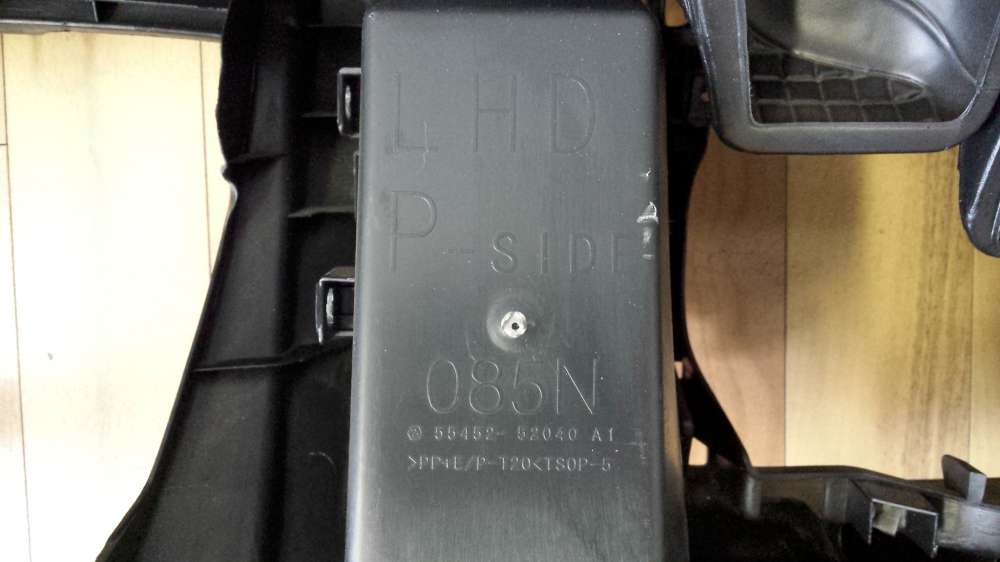 LHD
P-SIDE
085N
55452-52040 A1
>PP+E/P-T20<TSOP-5